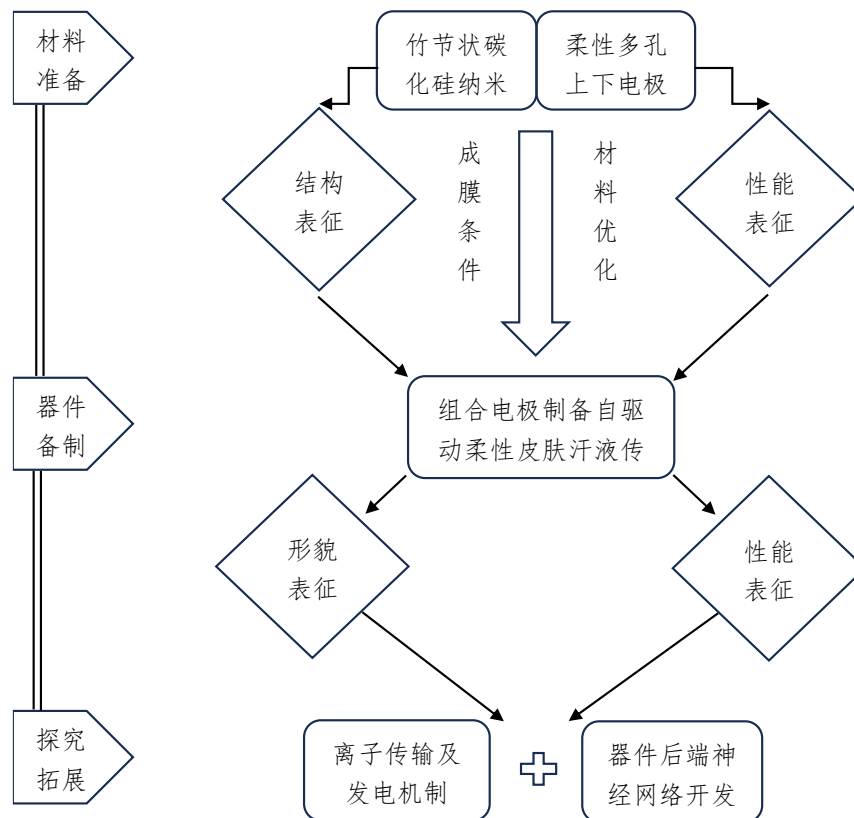 材料
准备
竹节状碳
化硅纳米
柔性多孔
上下电极
结构
表征
成膜条件
材料优化
性能
表征
器件
备制
组合电极制备自驱
动柔性皮肤汗液传
形貌
表征
性能
表征
探究
拓展
离子传输及
发电机制
器件后端神
经网络开发